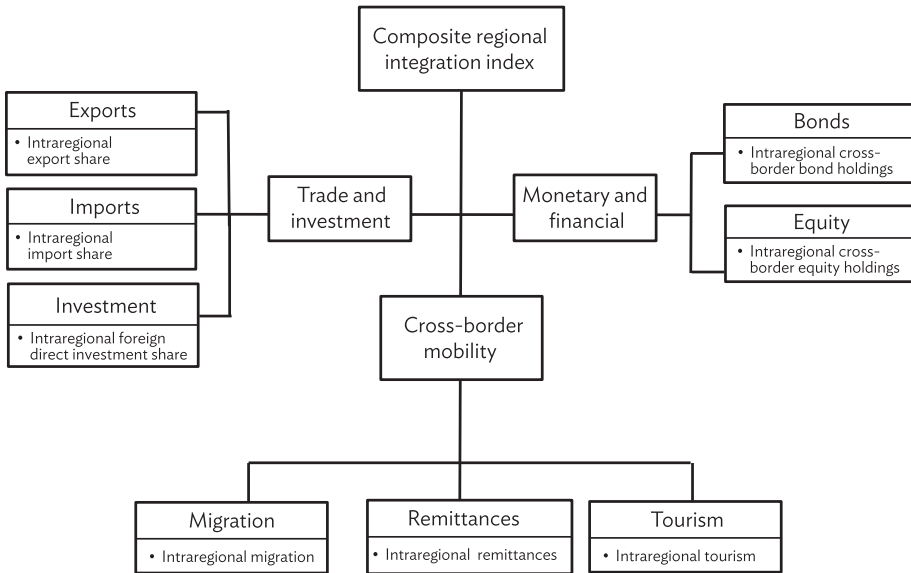 Composite regional
integration index
Exports
• Intraregional
export share
Imports
• Intraregional
import share
Investment
• Intraregional foreign
direct investment share
Trade and
investment
Monetary and
financial
Bonds
• Intraregional cross-
border bond holdings
Equity
• Intraregional cross-
border equity holdings
Cross-border
mobility
Migration
• Intraregional migration
Remittances
• Intraregional remittances
Tourism
• Intraregional tourism